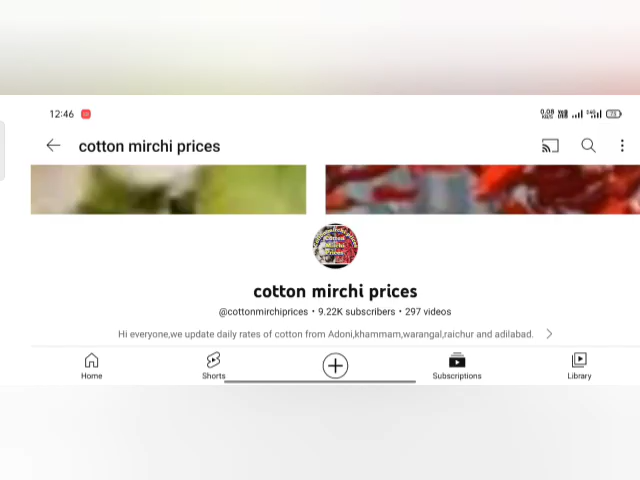 12:46
cotton mirchi prices
cotton mirchi prices
@cottonmirchiprices • 9.22K subscribers • 297 videos
Hi everyone,we update daily rates of cotton from Adoni,khammam,warangal,raichur and adilabad.
Home
Shorts
Subscriptions
Library